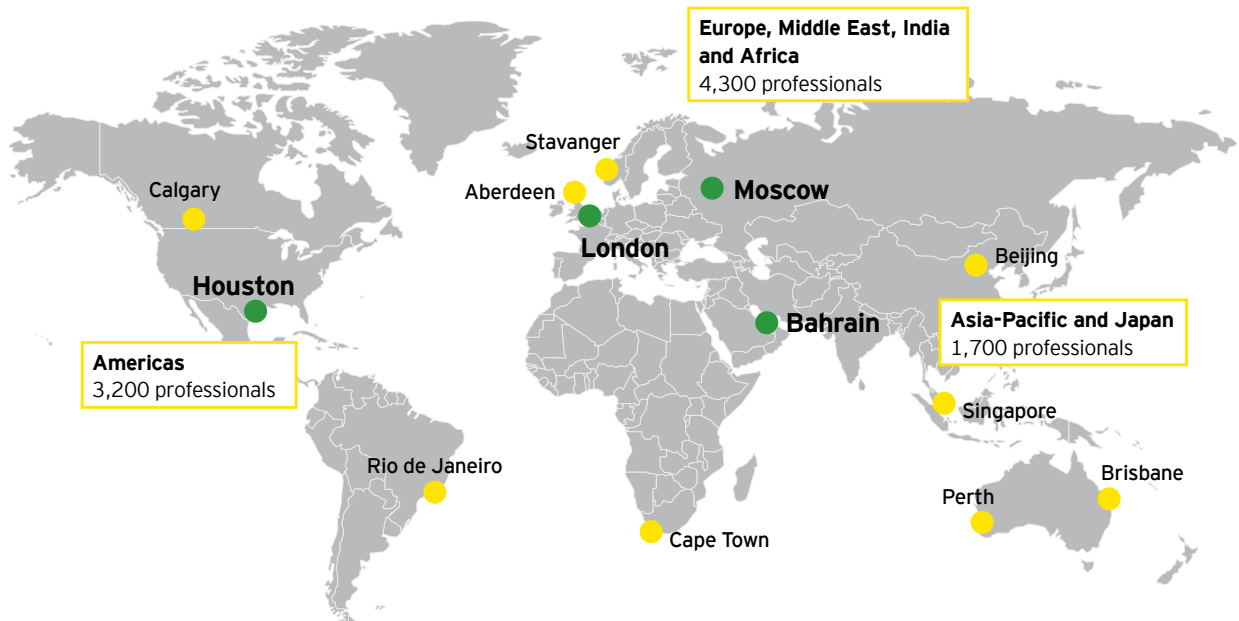 Europe, Middle East, India
and Africa
4,300 professionals
Stavanger
Aberdeen
Moscow
Calgary
London
Beijing
Houston
Bahrain
Asia-Pacific and Japan
1,700 professionals
Americas
3,200 professionals
Singapore
Rio de Janeiro
Brisbane
Perth
Cape Town